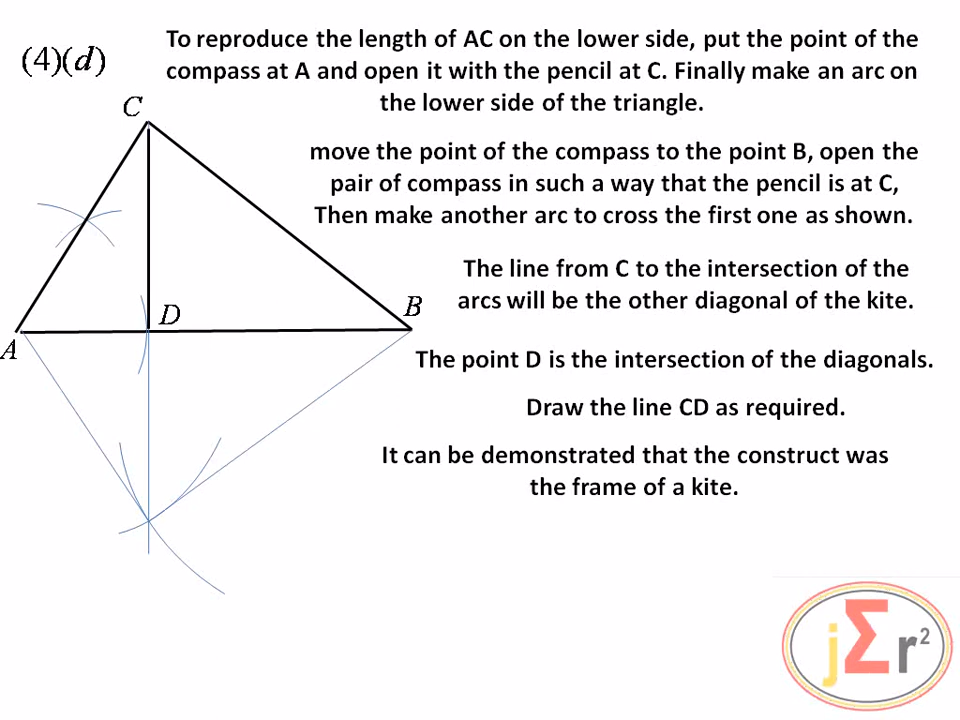 (4)(d)
To reproduce the length of AC on the lower side, put the point of the
compass at A and open it with the pencil at C. Finally make an arc on
the lower side of the triangle.
C
move the point of the compass to the point B, open the
pair of compass in such a way that the pencil is at C,
Then make another arc to cross the first one as shown.
The line from C to the intersection of the
arcs will be the other diagonal of the kite.
D
B
A
The point D is the intersection of the diagonals.
Draw the line CD as required.
It can be demonstrated that the construct was
the frame of a kite.
jΣr²